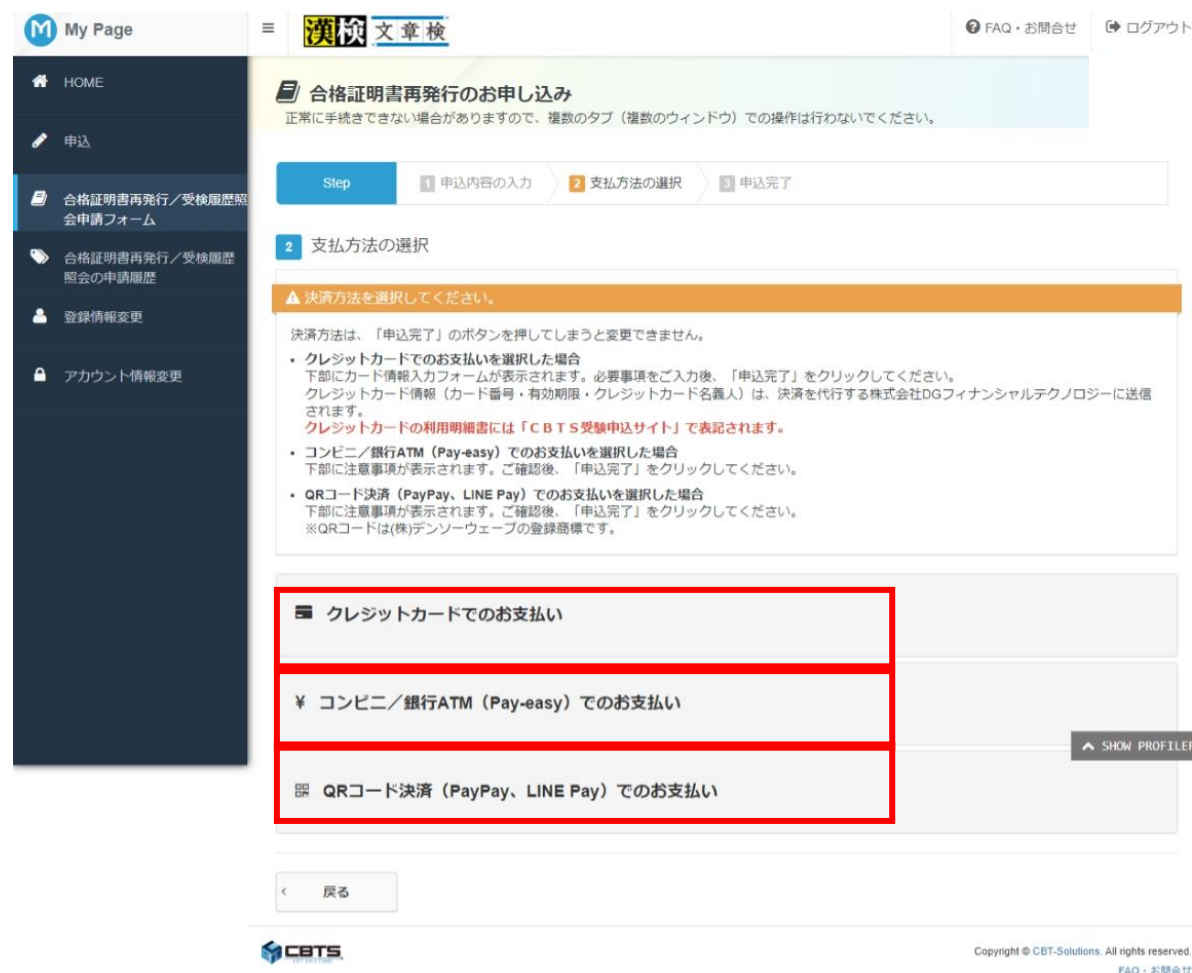 My Page
漢検 文章検
FAQ・お問合せ
ログアウト
HOME
申込
合格証明書再発行／受検履歴照
会申請フォーム
合格証明書再発行／受検履歴
照会の申請履歴
登録情報変更
アカウント情報変更
合格証明書再発行のお申し込み
正常に手続きできない場合がありますので、複数のタブ（複数のウィンドウ）での操作は行わないでください。
Step
1 申込内容の入力
2 支払方法の選択
3 申込完了
2 支払方法の選択
決済方法を選択してください。
決済方法は、「申込完了」のボタンを押してしまうと変更できません。
・クレジットカードでのお支払いを選択した場合
下部にカード情報入力フォームが表示されます。必要事項をご入力後、「申込完了」をクリックしてください。
クレジットカード情報（カード番号・有効期限・クレジットカード名義人）は、決済を代行する株式会社DGフィナンシャルテクノロジーに送信
されます。
クレジットカードの利用明細書には「ＣＢＴＳ受験申込サイト」で表記されます。
・コンビニ／銀行ATM（Pay-easy）でのお支払いを選択した場合
下部に注意事項が表示されます。ご確認後、「申込完了」をクリックしてください。
・QRコード決済（PayPay、LINE Pay）でのお支払いを選択した場合
下部に注意事項が表示されます。ご確認後、「申込完了」をクリックしてください。
※QRコードは(株)デンソーウェーブの登録商標です。
クレジットカードでのお支払い
¥ コンビニ／銀行ATM（Pay-easy）でのお支払い
SHOW PROFILER
QRコード決済（PayPay、LINE Pay）でのお支払い
戻る
CBTS
Copyright © CBT-Solutions. All rights reserved.
FAQ・お問合せ